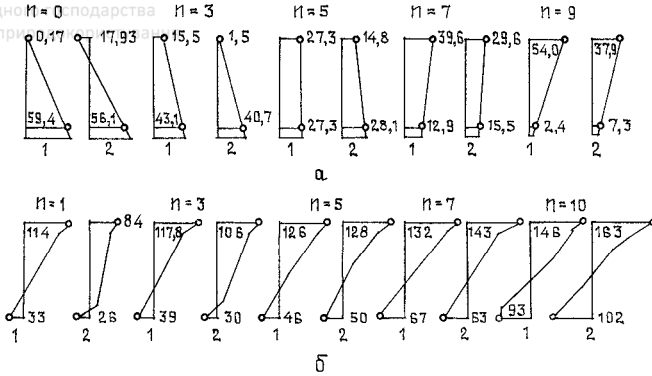 дного господарства
n=0 n=3 n=5 n=7 n=9
0,17 17,93 15,5 1,5 27,3 14,8 39,6 29,6 54,0 37,9
59,4 56,1 43,1 40,7 27,3 28,1 12,9 15,5 2,4 7,3
1 2 1 2 1 2 1 2 1 2
а
n=1 n=3 n=5 n=7 n=10
114 84 117,8 106 126 128 132 143 146 163
33 26 39 30 46 50 67 63 93 102
1 2 1 2 1 2 1 2 1 2
б